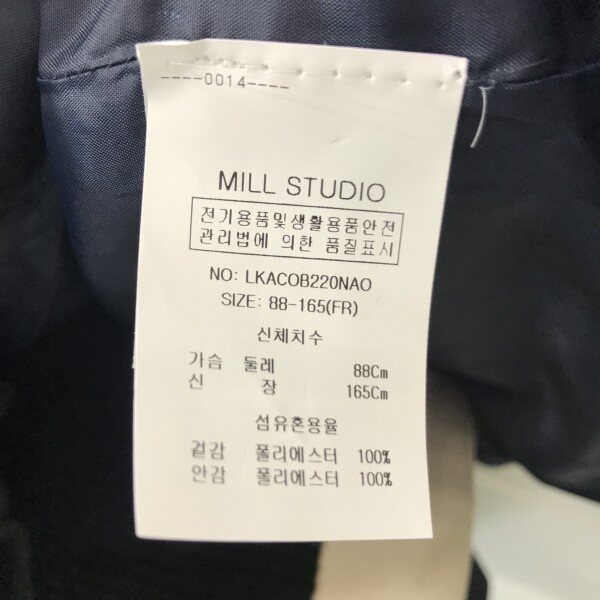 ----0014----
MILL STUDIO
전기용품및생활용품안전
관리법에 의한 품질표시
NO: LKACOB220NAO
SIZE: 88-165(FR)
신체치수
가슴 둘레 88Cm
신 장 165Cm
섬유혼용율
겉감 폴리에스터 100%
안감 폴리에스터 100%